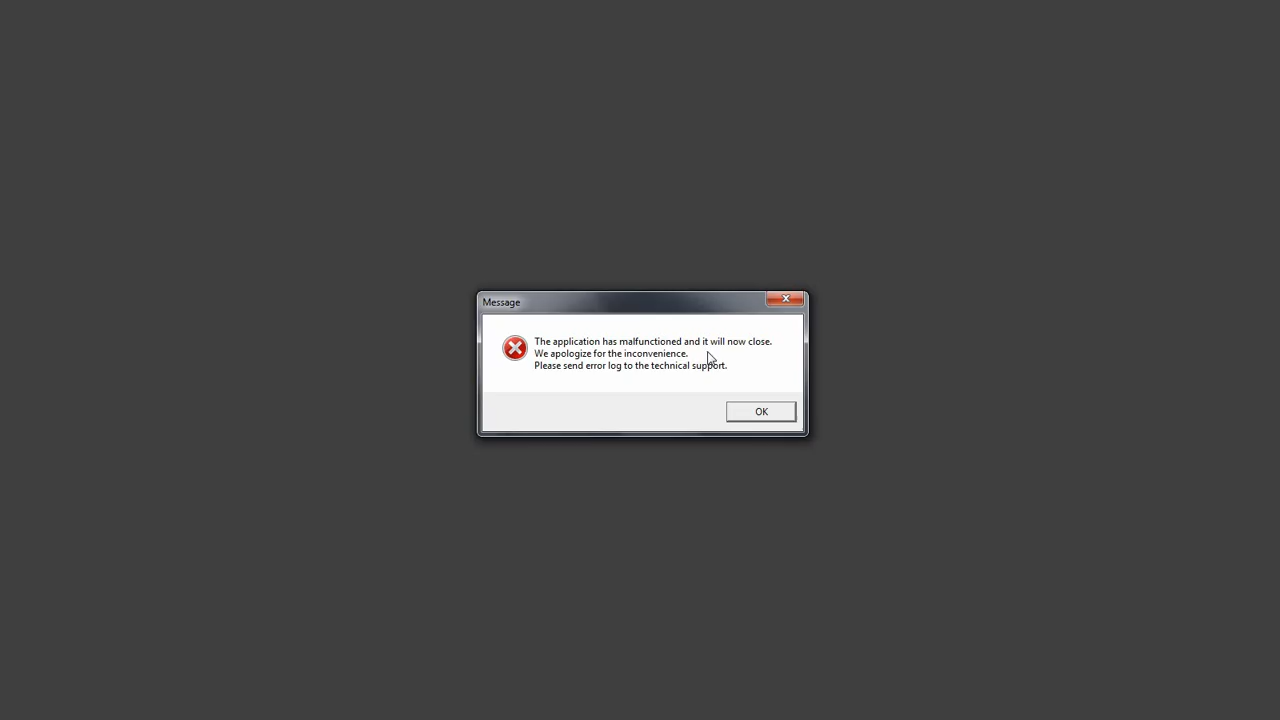 Message
The application has malfunctioned and it will now close.
We apologize for the inconvenience.
Please send error log to the technical support.
OK